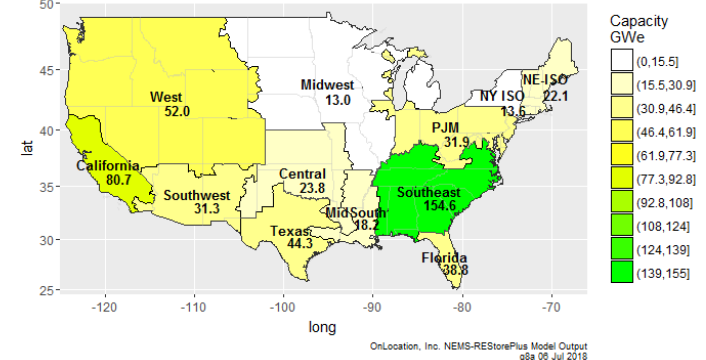 50
45
40
35
30
25
lat
-120
-110
-100
-90
-80
-70
long
West
52.0
Midwest
13.0
NE-ISO
22.1
NY ISO
13.6
PJM
31.9
California
80.7
Southwest
31.3
Central
23.8
Southeast
154.6
MidSouth
18.2
Texas
44.3
Florida
38.8
Capacity
GWe
(0,15.5]
(15.5,30.9]
(30.9,46.4]
(46.4,61.9]
(61.9,77.3]
(77.3,92.8]
(92.8,108]
(108,124]
(124,139]
(139,155]
OnLocation, Inc. NEMS-REStorePlus Model Output
o8a 06 Jul 2018